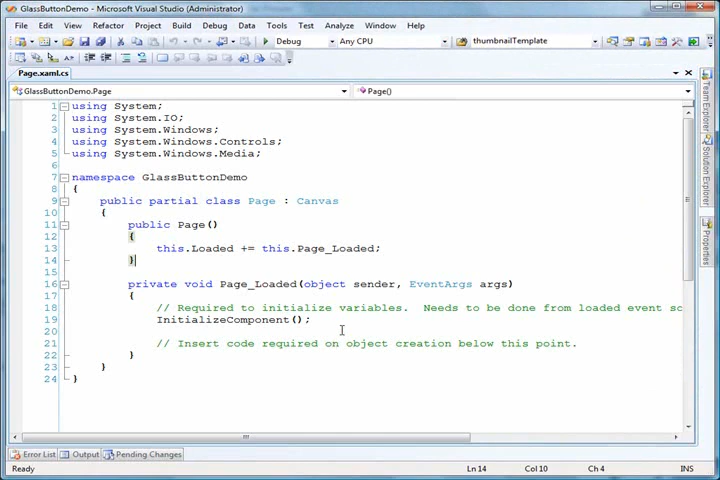 GlassButtonDemo - Microsoft Visual Studio (Administrator)
File Edit View Refactor Project Build Debug Data Tools Test Analyze Window Help
Debug Any CPU thumbnailTemplate
Page.xaml.cs
GlassButtonDemo.Page Page()
1 using System;
2 using System.IO;
3 using System.Windows;
4 using System.Windows.Controls;
5 using System.Windows.Media;
6
7 namespace GlassButtonDemo
8 {
9 public partial class Page : Canvas
10 {
11 public Page()
12 {
13 this.Loaded += this.Page_Loaded;
14 }
15
16 private void Page_Loaded(object sender, EventArgs args)
17 {
18 // Required to initialize variables.  Needs to be done from loaded event so
19 InitializeComponent();
20
21 // Insert code required on object creation below this point.
22 }
23 }
24 }
Team Explorer
Solution Explorer
Properties
Error List Output Pending Changes
Ready Ln 14 Col 10 Ch 4 INS